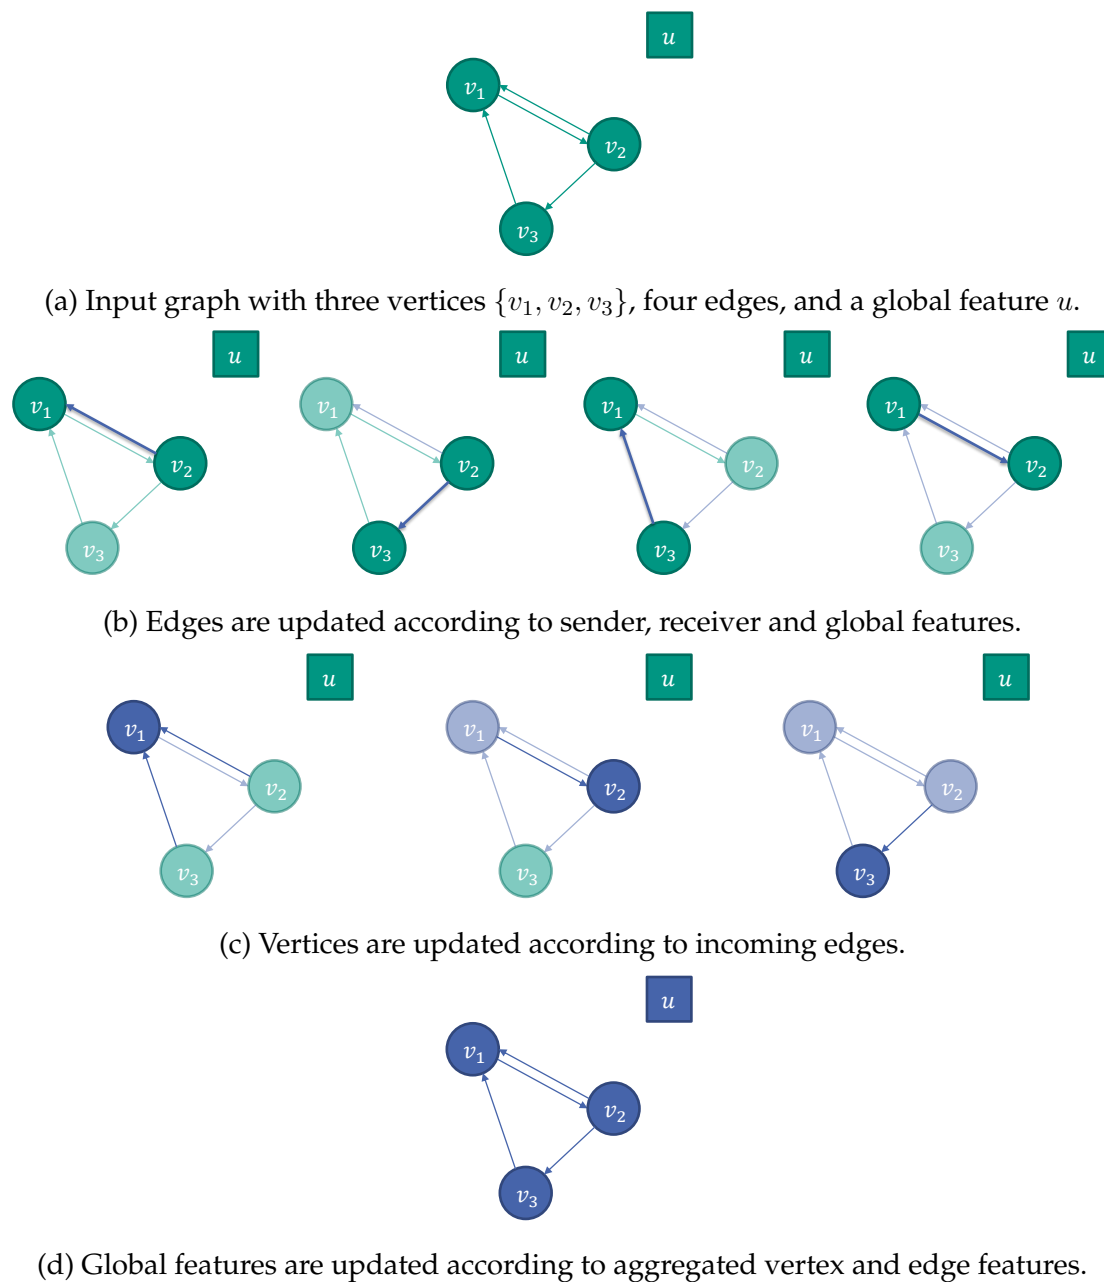 u
v₁
v₂
v₃
(a) Input graph with three vertices {v₁, v₂, v₃}, four edges, and a global feature u.
u u u u
v₁ v₁ v₁ v₁
v₂ v₂ v₂ v₂
v₃ v₃ v₃ v₃
(b) Edges are updated according to sender, receiver and global features.
u u u
v₁ v₁ v₁
v₂ v₂ v₂
v₃ v₃ v₃
(c) Vertices are updated according to incoming edges.
u
v₁
v₂
v₃
(d) Global features are updated according to aggregated vertex and edge features.